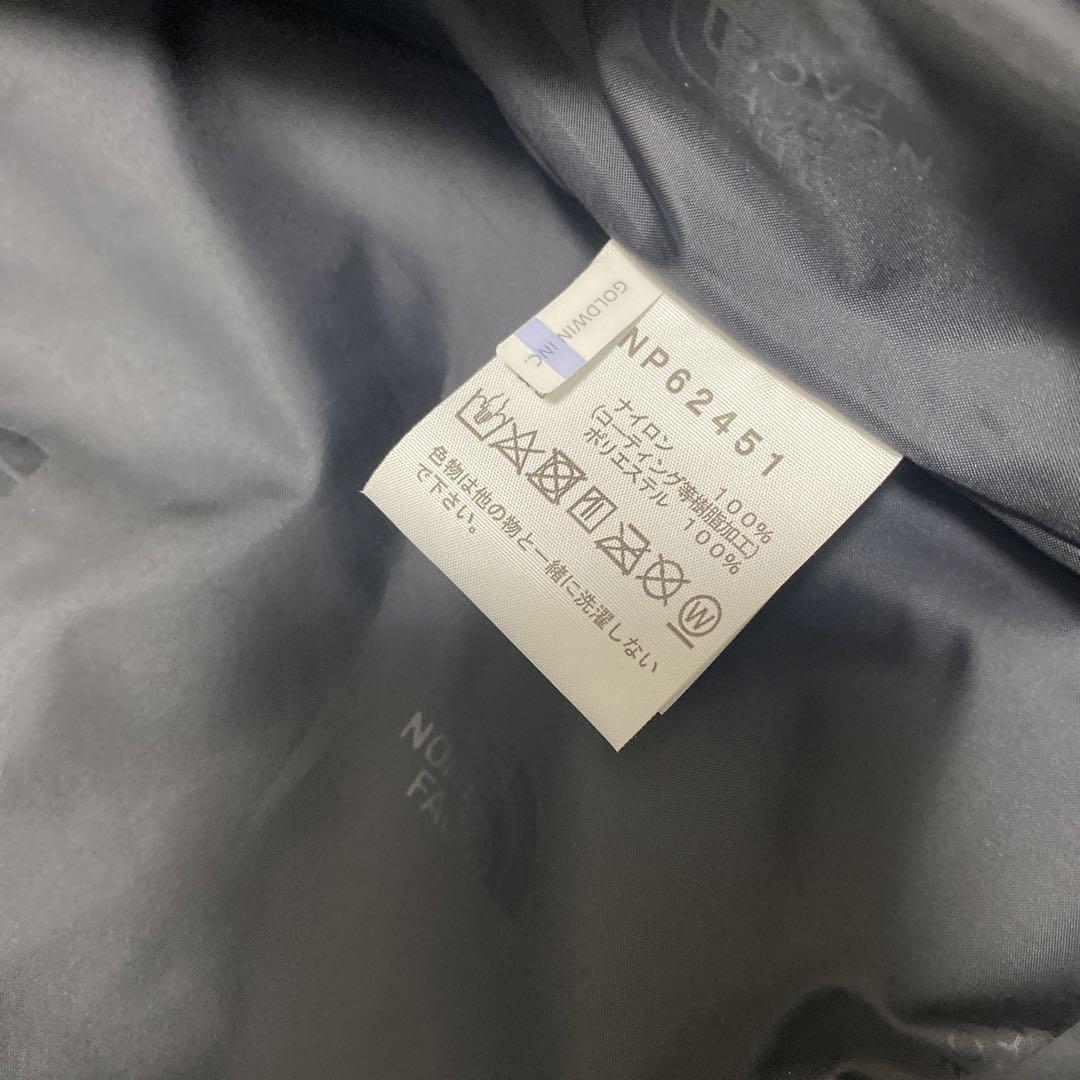 GOLDWIN INC.
NP62451
ナイロン 100%
(コーティング等樹脂加工)
ポリエステル 100%
W
色物は他の物と一緒に洗濯しない
で下さい。